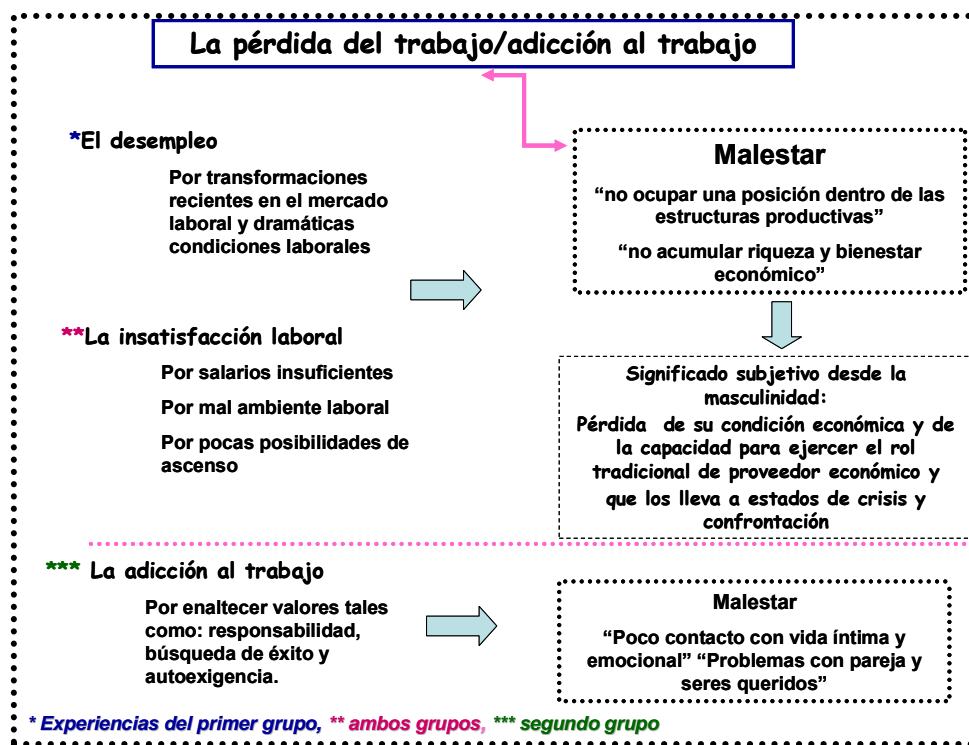 La pérdida del trabajo/adicción al trabajo
*El desempleo
Por transformaciones
recientes en el mercado
laboral y dramáticas
condiciones laborales
Malestar
“no ocupar una posición dentro de las
estructuras productivas”
“no acumular riqueza y bienestar
económico”
**La insatisfacción laboral
Por salarios insuficientes
Por mal ambiente laboral
Por pocas posibilidades de
ascenso
Significado subjetivo desde la
masculinidad:
Pérdida de su condición económica y de
la capacidad para ejercer el rol
tradicional de proveedor económico y
que los lleva a estados de crisis y
confrontación
*** La adicción al trabajo
Por enaltecer valores tales
como: responsabilidad,
búsqueda de éxito y
autoexigencia.
Malestar
“Poco contacto con vida íntima y
emocional” “Problemas con pareja y
seres queridos”
* Experiencias del primer grupo, ** ambos grupos, *** segundo grupo